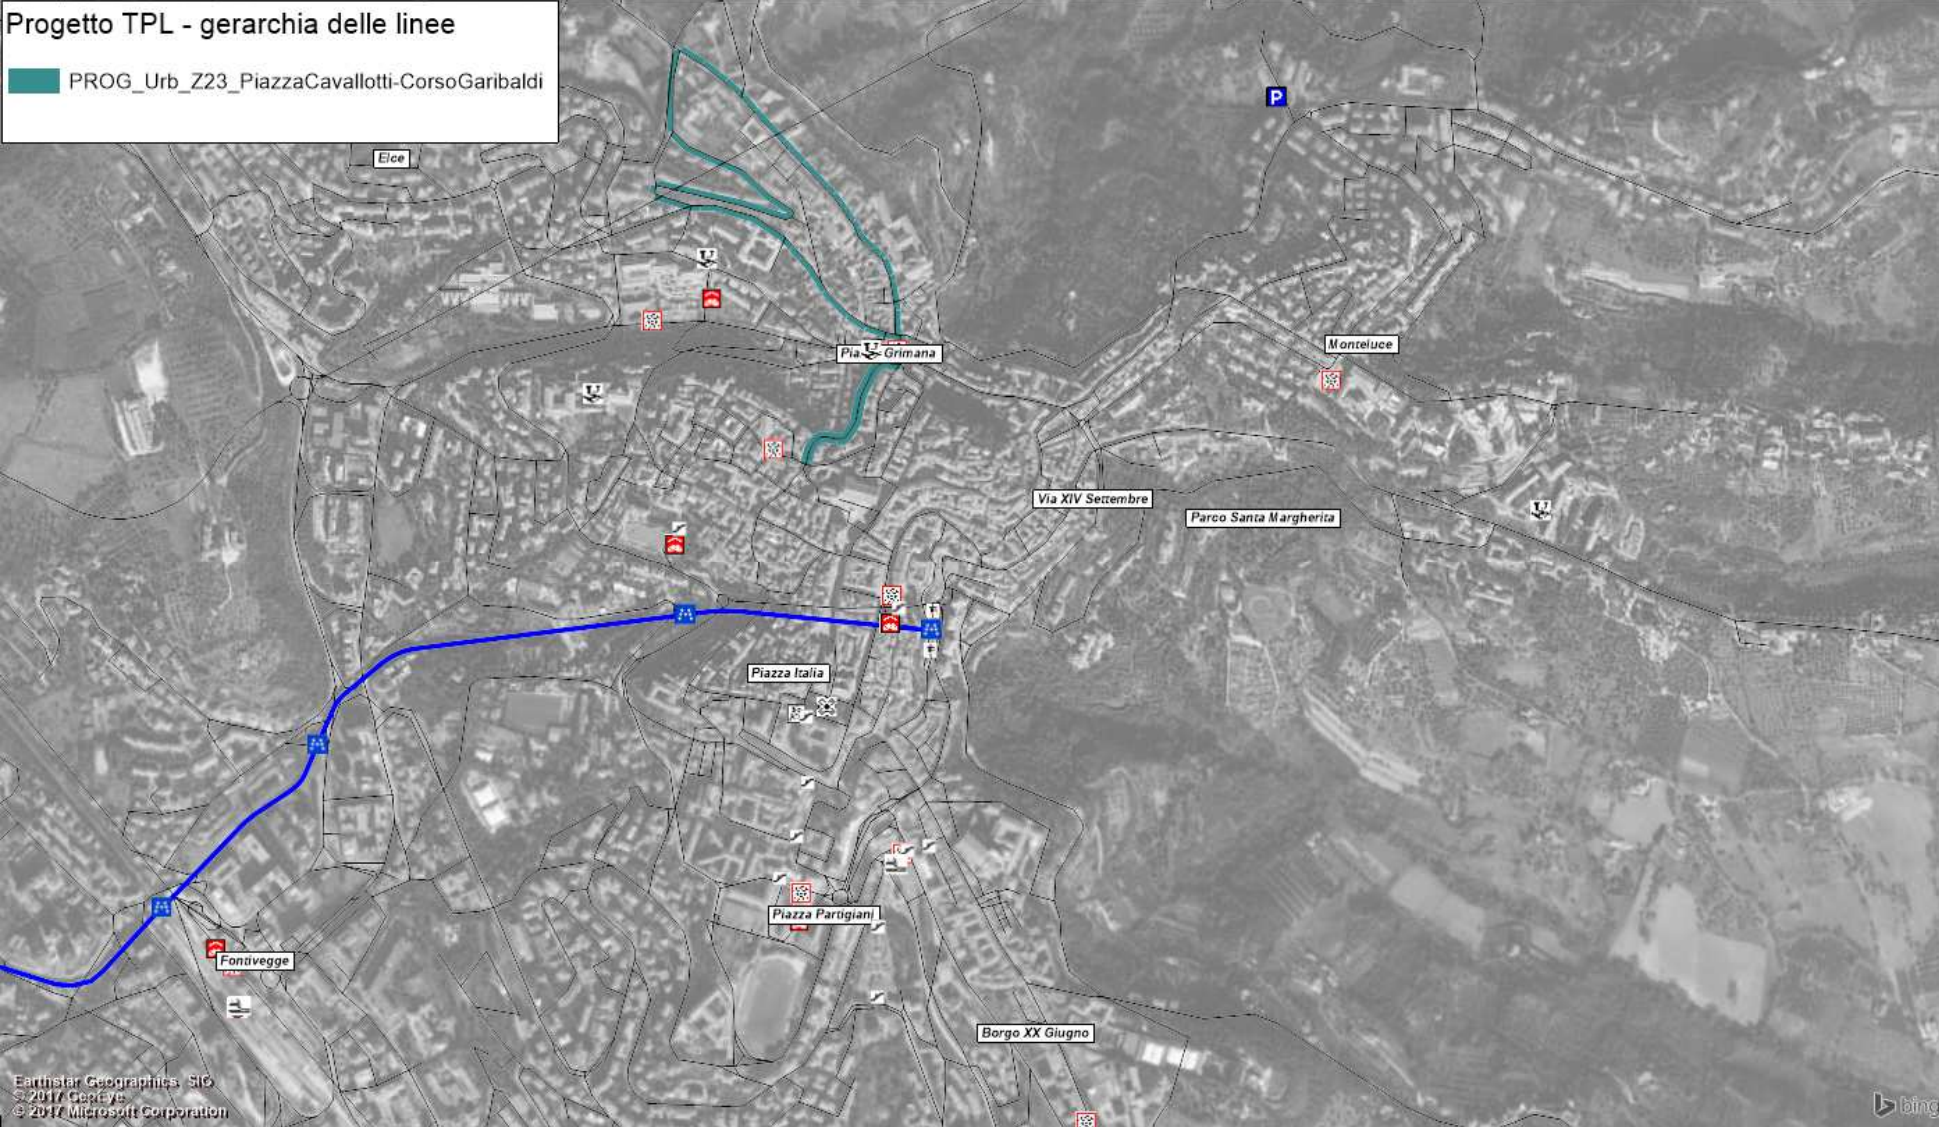 Progetto TPL - gerarchia delle linee
PROG_Urb_Z23_PiazzaCavallotti-CorsoGaribaldi
P
Elce
Grimana
Monteluce
Via XIV Settembre
Parco Santa Margherita
Piazza Italia
Piazza Partigiani
Fontivegge
Borgo XX Giugno
Earthstar Geographics SIO
© 2017 GeoEye
© 2017 Microsoft Corporation
bing